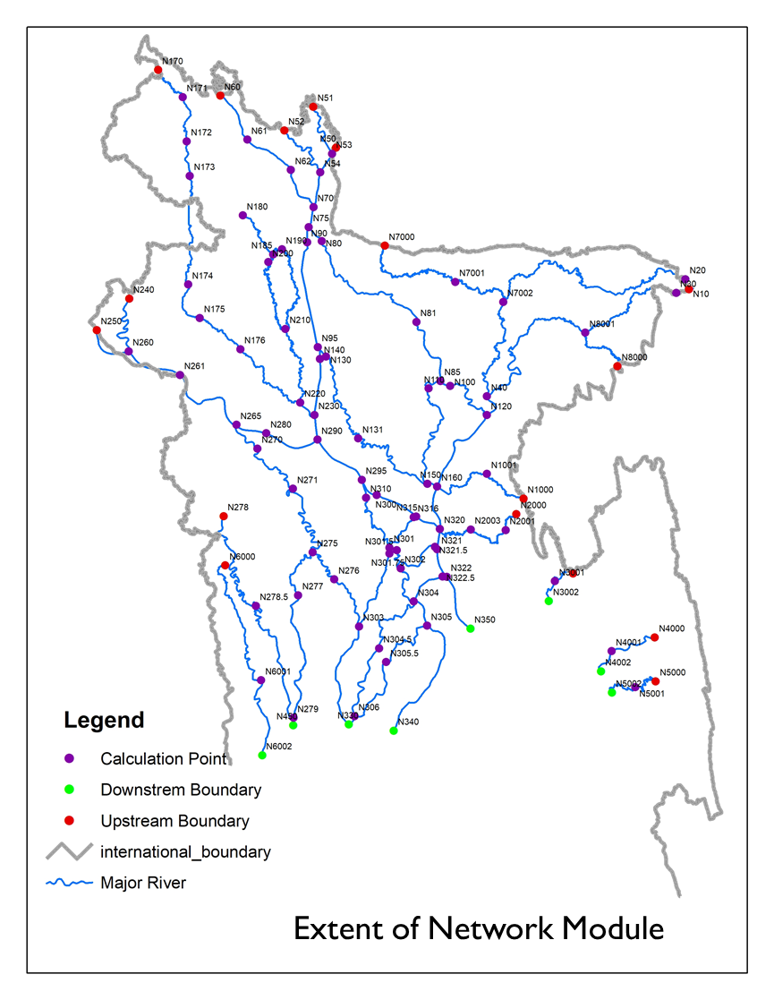 N170
N171
N60
N51
N52
N172
N61
N50
N53
N173
N62
N54
N70
N180
N75
N90
N80
N7000
N185
N190
N200
N20
N30
N10
N7001
N7002
N174
N240
N175
N210
N81
N8001
N250
N260
N176
N95
N140
N130
N8000
N261
N110
N85
N100
N40
N220
N230
N120
N265
N280
N270
N290
N131
N271
N295
N150
N160
N1001
N310
N300
N1000
N2000
N278
N315
N316
N320
N2003
N2001
N275
N301.5
N301
N321
N321.5
N6000
N301.75
N302
N322
N322.5
N3001
N276
N277
N3002
N278.5
N304
N303
N305
N350
N304.5
N305.5
N4000
N4001
N4002
N6001
N5000
N5002
N5001
N279
N450
N306
N330
N340
N6002
Legend
Calculation Point
Downstrem Boundary
Upstream Boundary
international_boundary
Major River
Extent of Network Module